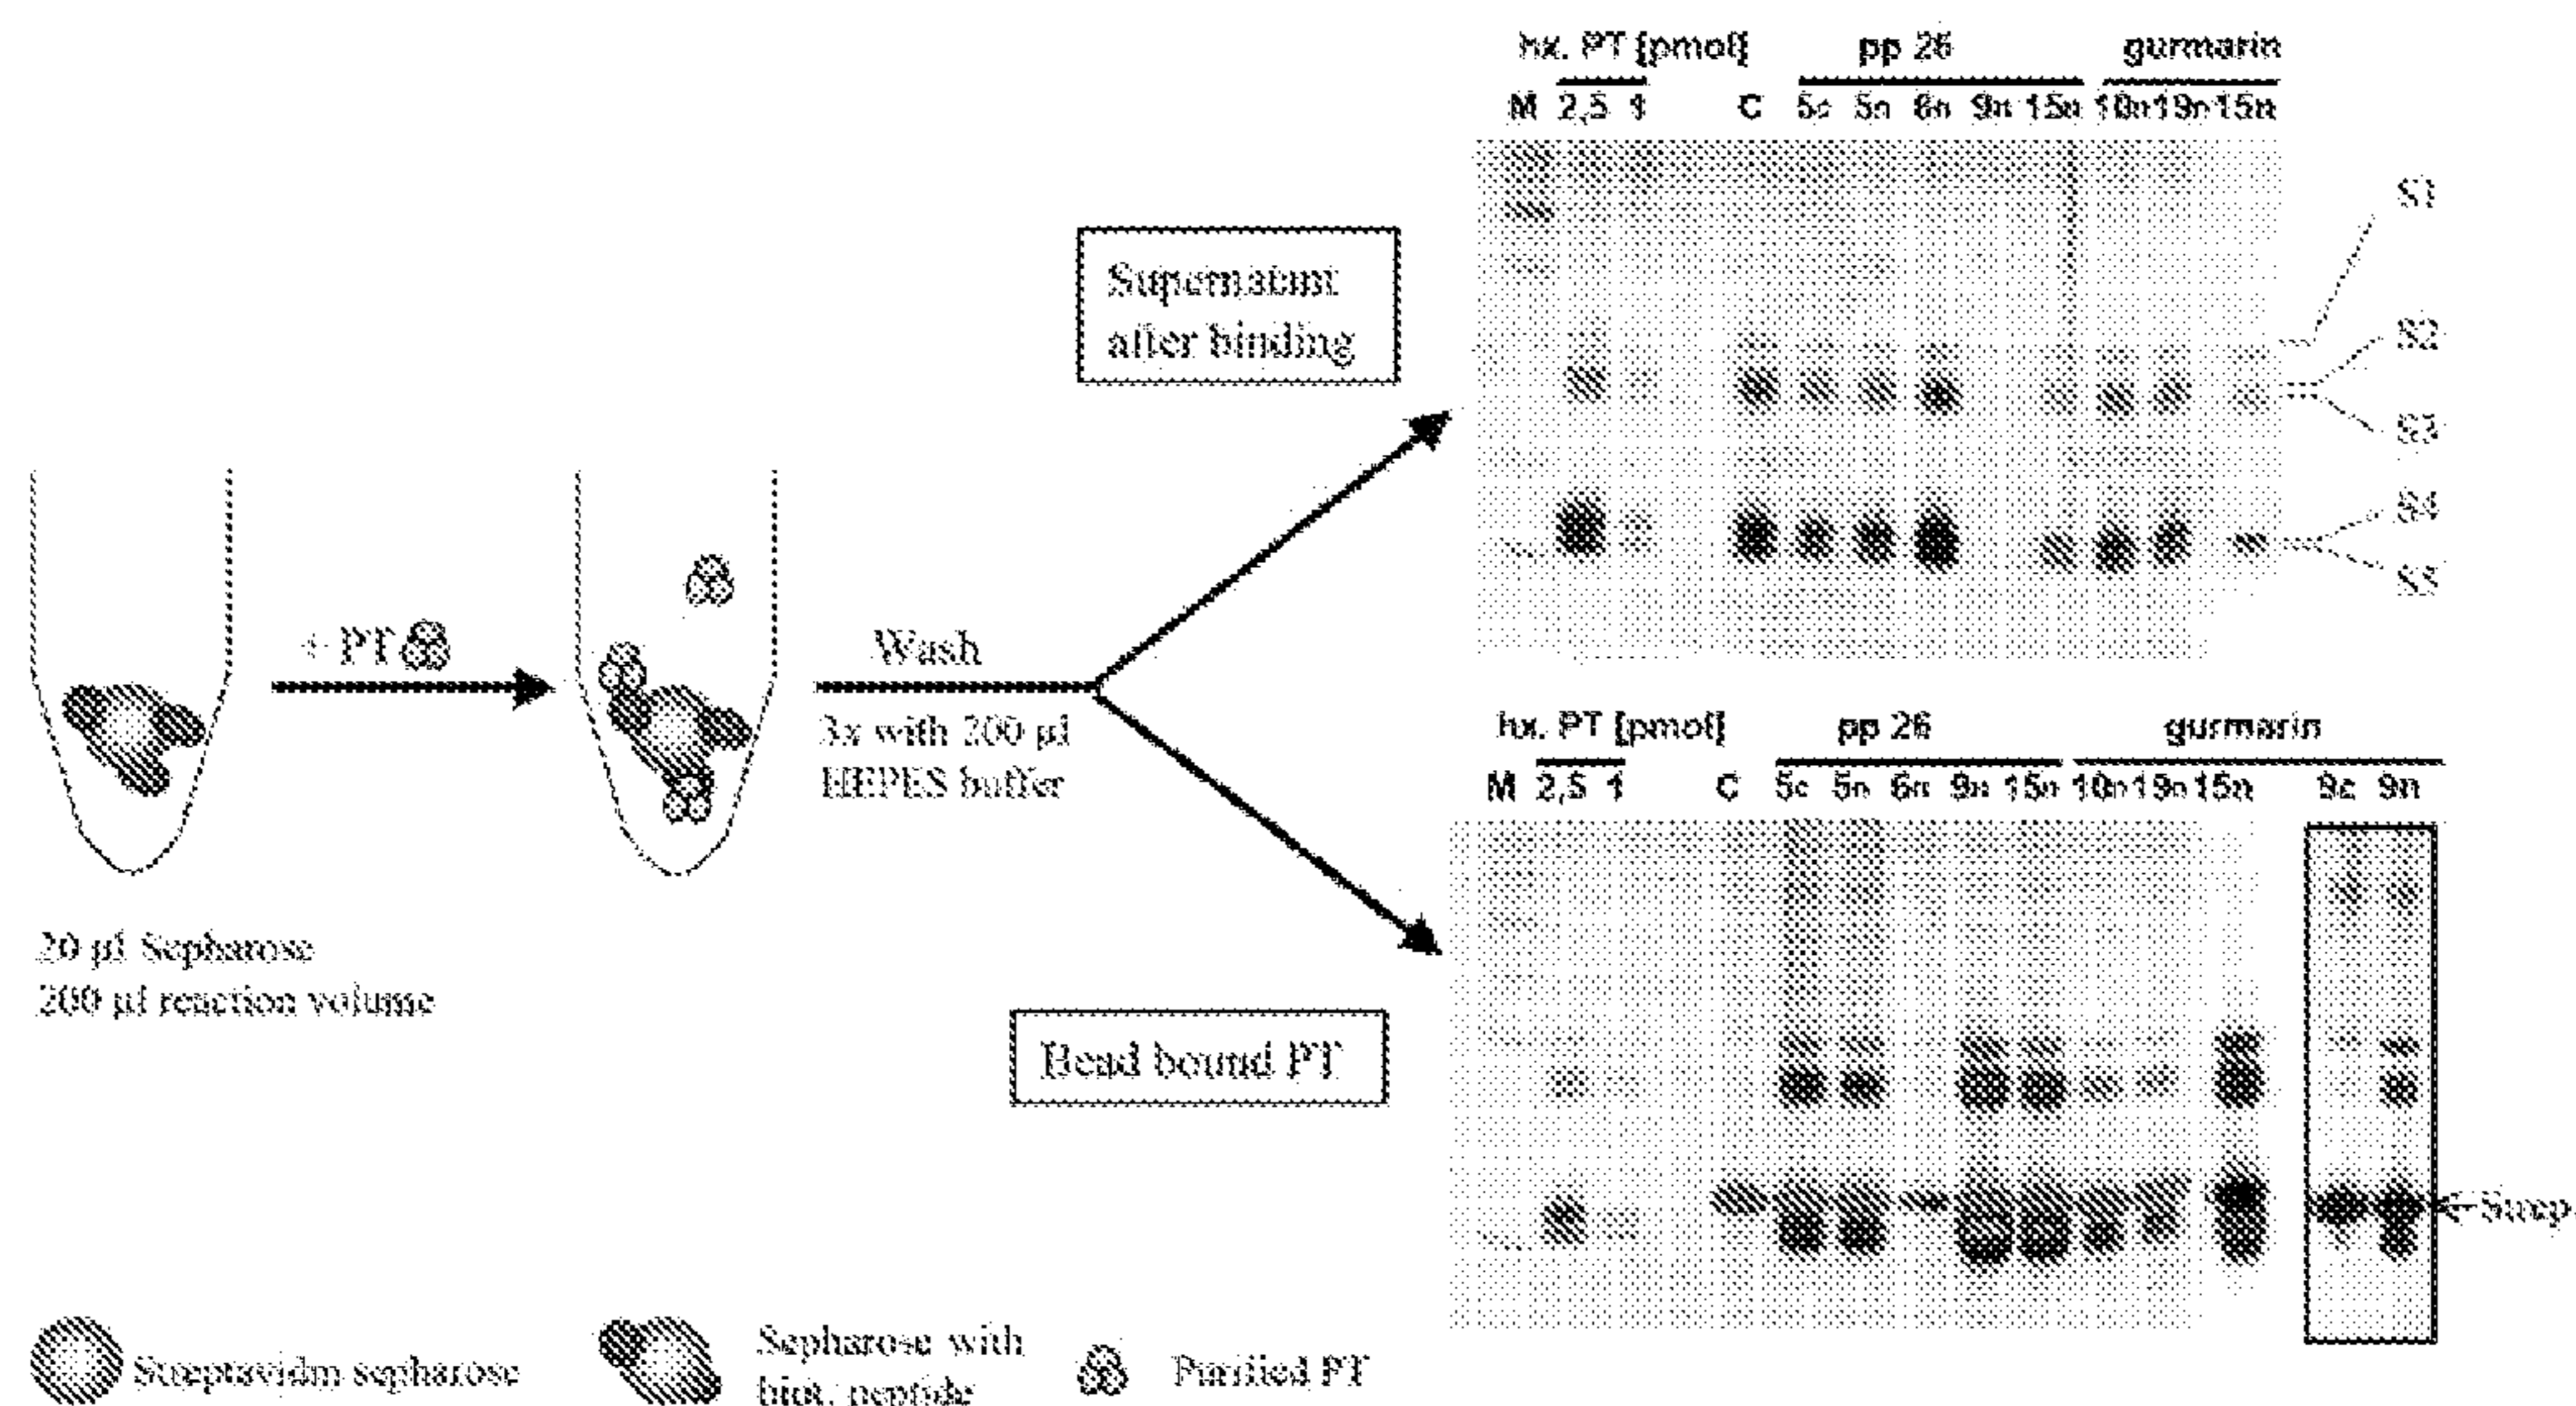 hx. PT [pmol] pp 26 gurmarin
M 2,5 1 C 5c 5n 6n 9n 15n 10n 19n 15n
S1
S2
S3
S4
S5
Supernatant
after binding
+ PT
Wash
3x with 200 µl
HEPES buffer
20 µl Sepharose
200 µl reaction volume
hx. PT [pmol] pp 26 gurmarin
M 2,5 1 C 5c 5n 6n 9n 15n 10n 19n 15n 9c 9n
Bead bound PT
Strep
Streptavidin sepharose
Sepharose with
biot. peptide
Purified PT